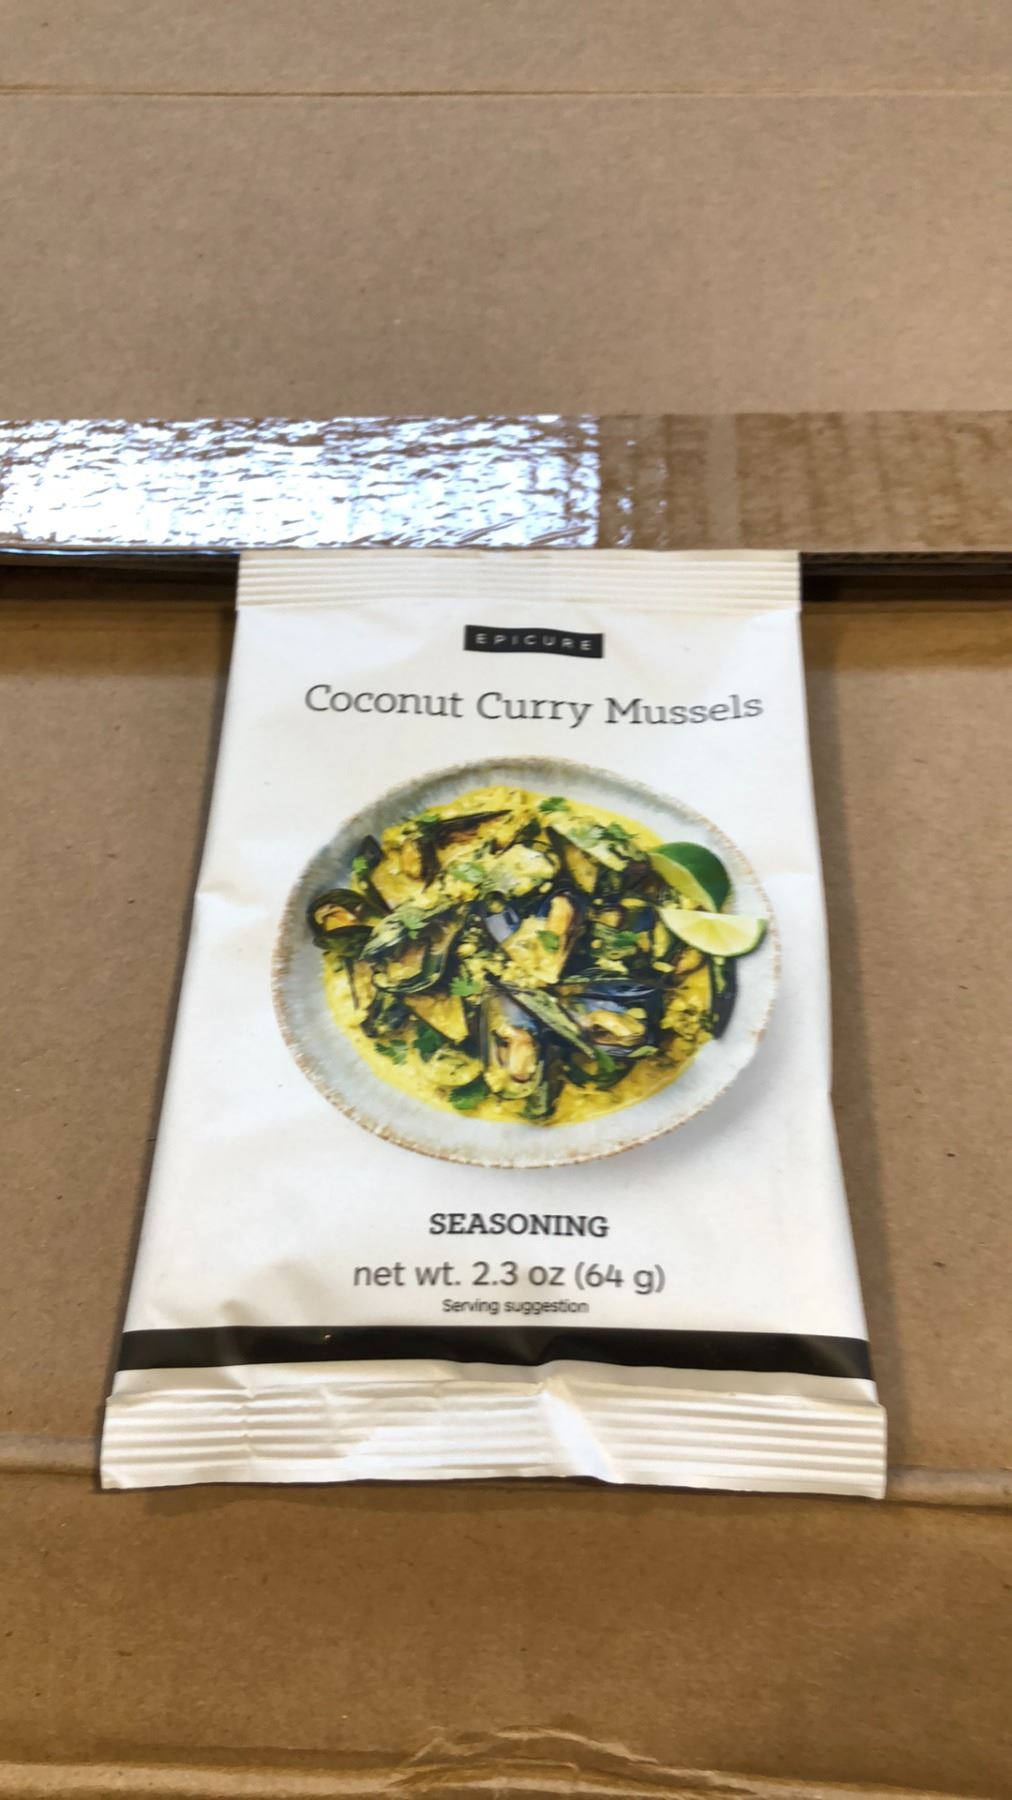 EPICURE
Coconut Curry Mussels
SEASONING
net wt. 2.3 oz (64 g)
Serving suggestion